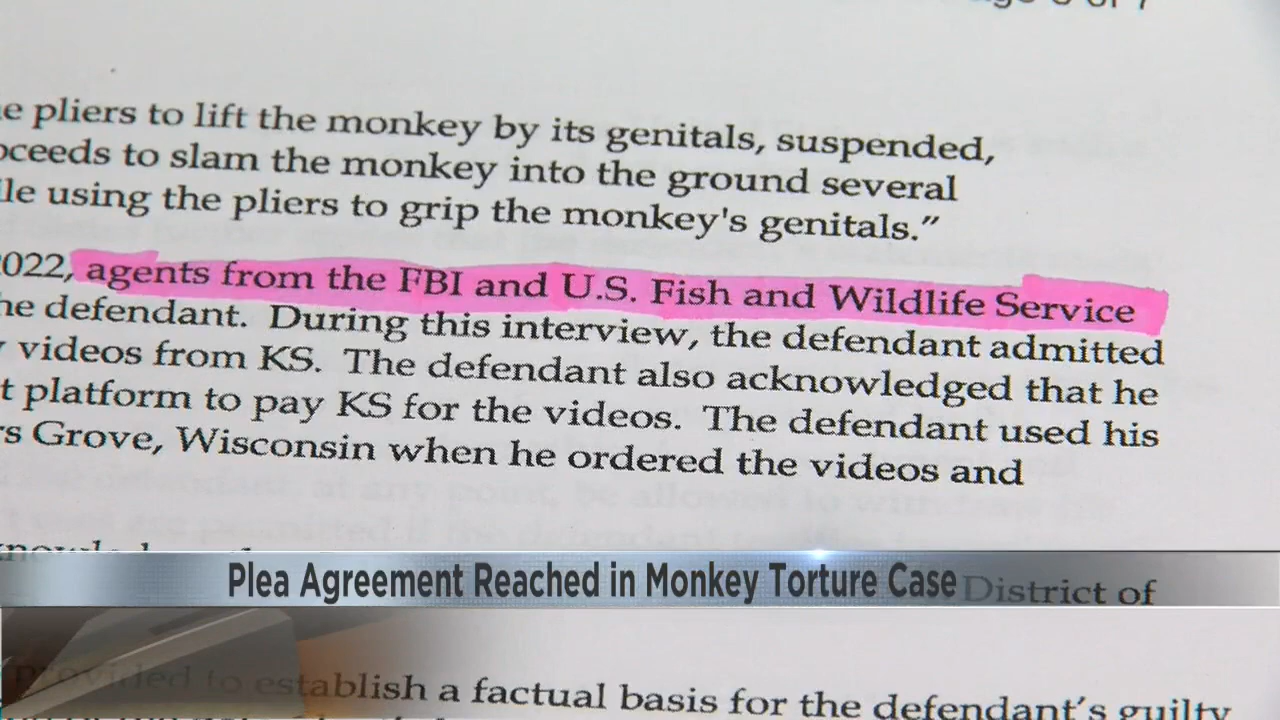 e pliers to lift the monkey by its genitals, suspended,
ceeds to slam the monkey into the ground several
le using the pliers to grip the monkey's genitals.”
022, agents from the FBI and U.S. Fish and Wildlife Service
he defendant. During this interview, the defendant admitted
videos from KS. The defendant also acknowledged that he
t platform to pay KS for the videos. The defendant used his
s Grove, Wisconsin when he ordered the videos and
Plea Agreement Reached in Monkey Torture Case
District of
provided to establish a factual basis for the defendant's guilty